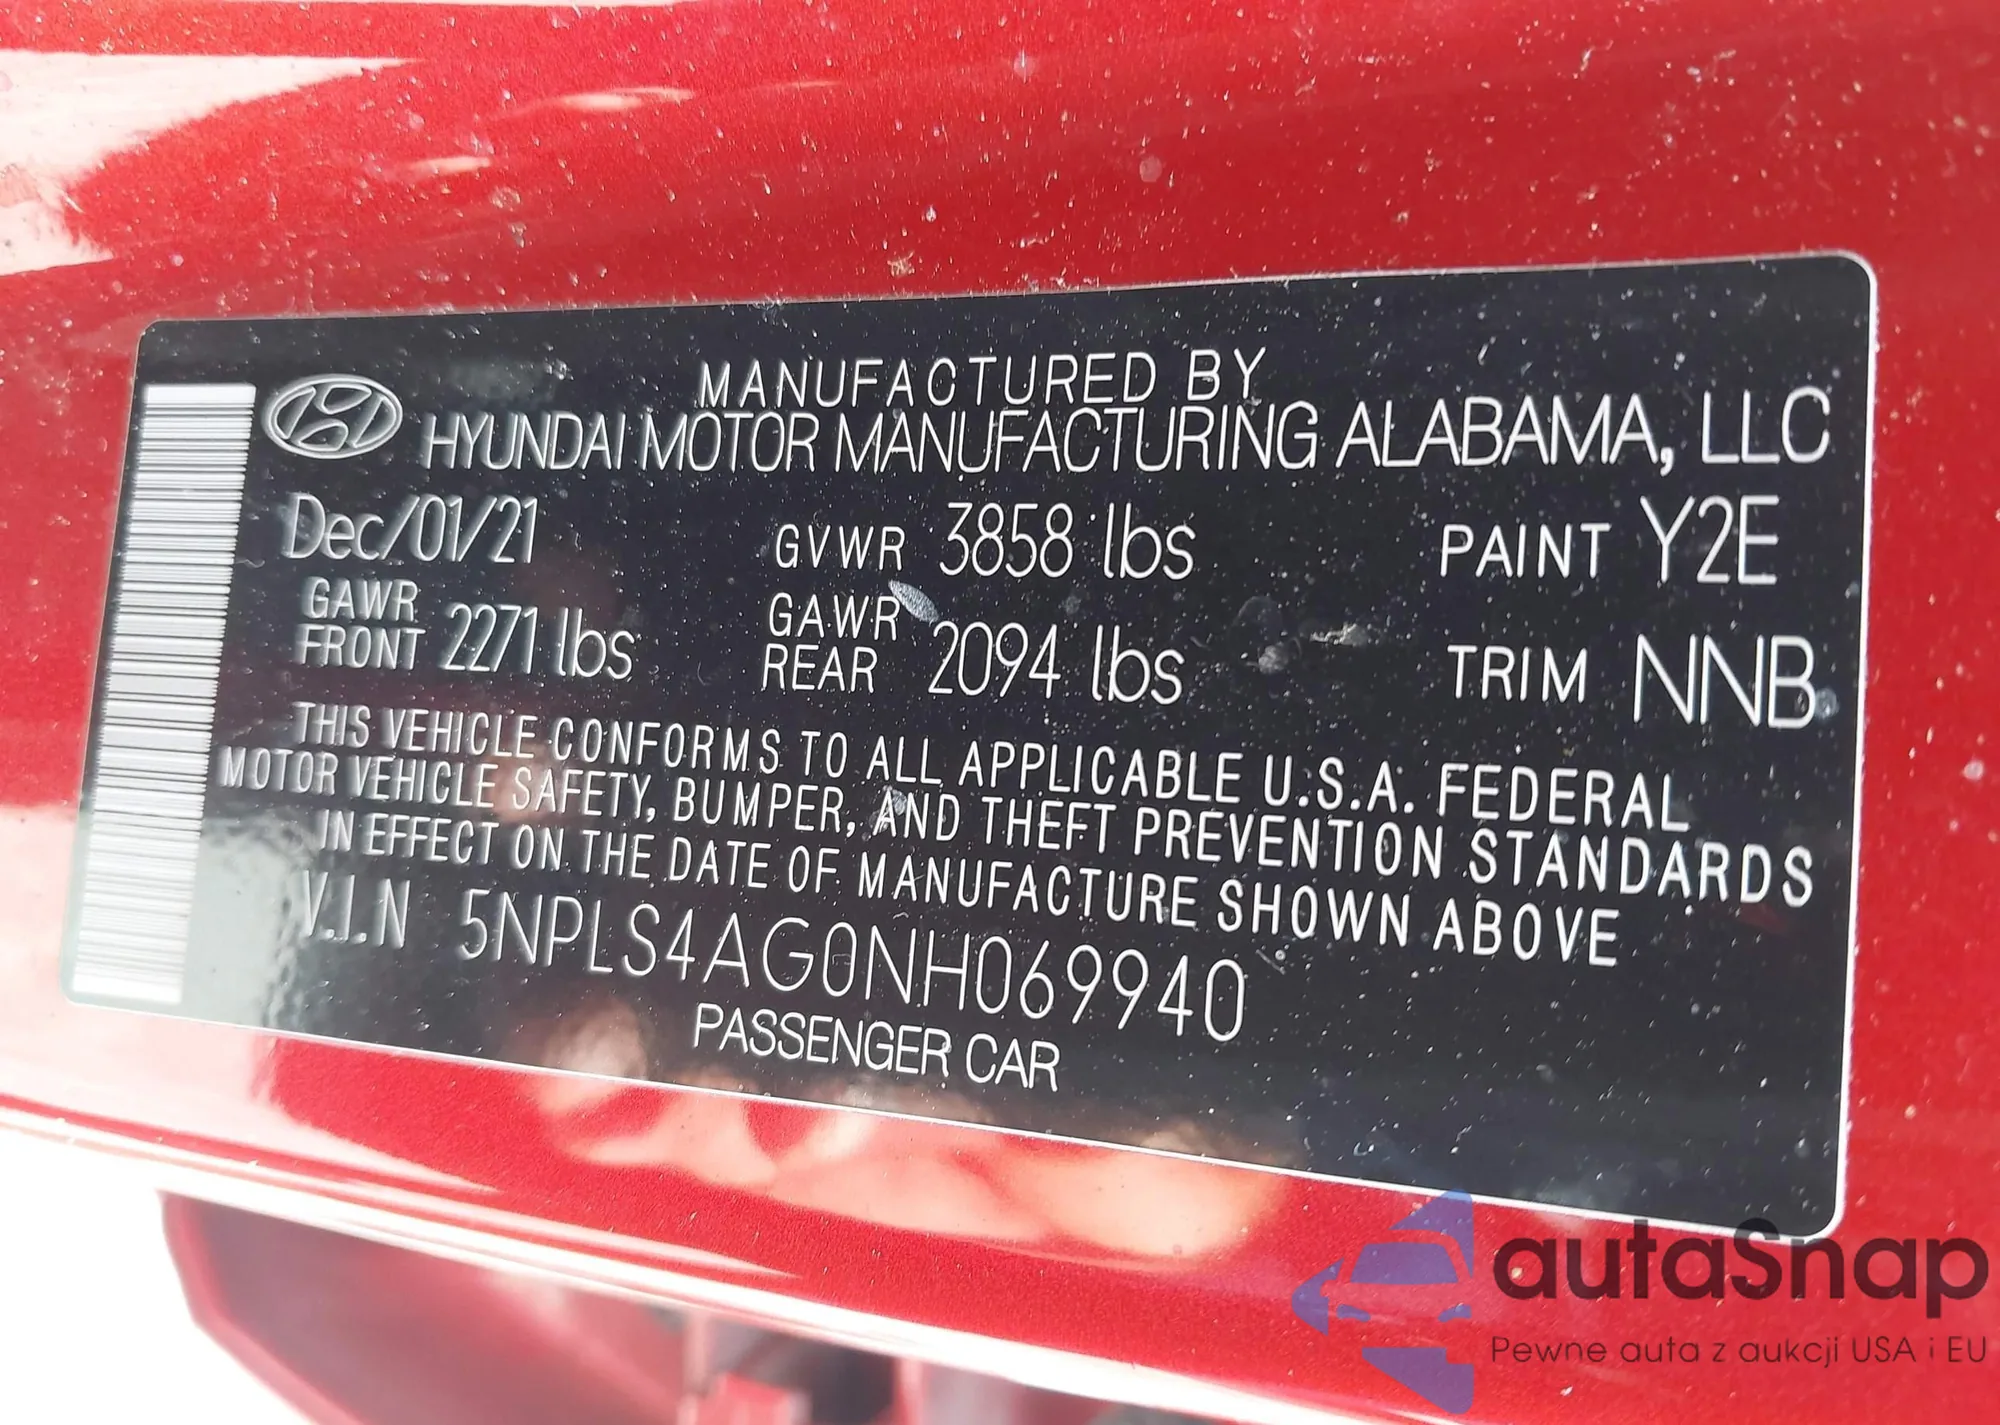 MANUFACTURED BY
HYUNDAI MOTOR MANUFACTURING ALABAMA, LLC
Dec/01/21 GVWR 3858 lbs PAINT Y2E
GAWR FRONT 2271 lbs GAWR REAR 2094 lbs TRIM NNB
THIS VEHICLE CONFORMS TO ALL APPLICABLE U.S.A. FEDERAL
MOTOR VEHICLE SAFETY, BUMPER, AND THEFT PREVENTION STANDARDS
IN EFFECT ON THE DATE OF MANUFACTURE SHOWN ABOVE
V.I.N 5NPLS4AG0NH069940
PASSENGER CAR
autaSnap
Pewne auta z aukcji USA i EU